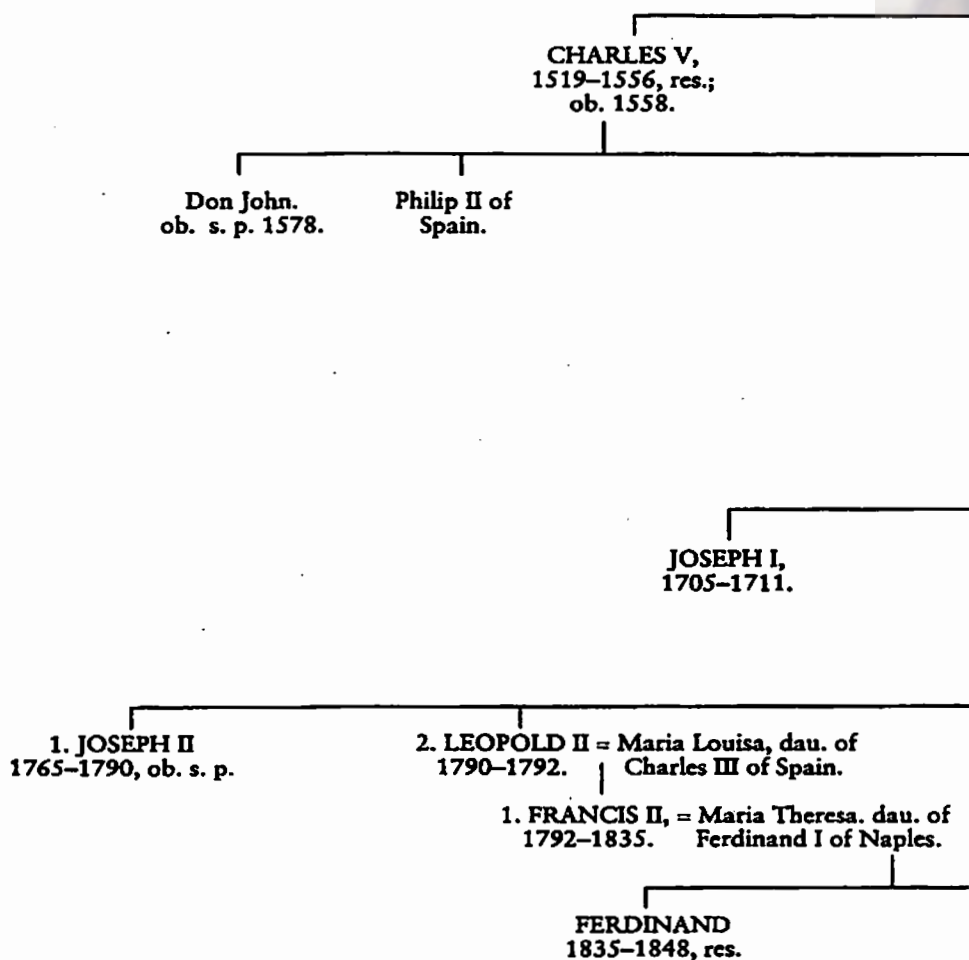 CHARLES V,
1519–1556, res.;
ob. 1558.
Don John.
ob. s. p. 1578.
Philip II of
Spain.
JOSEPH I,
1705–1711.
1. JOSEPH II
1765–1790, ob. s. p.
2. LEOPOLD II = Maria Louisa, dau. of
1790–1792. Charles III of Spain.
1. FRANCIS II, = Maria Theresa. dau. of
1792–1835. Ferdinand I of Naples.
FERDINAND
1835–1848, res.